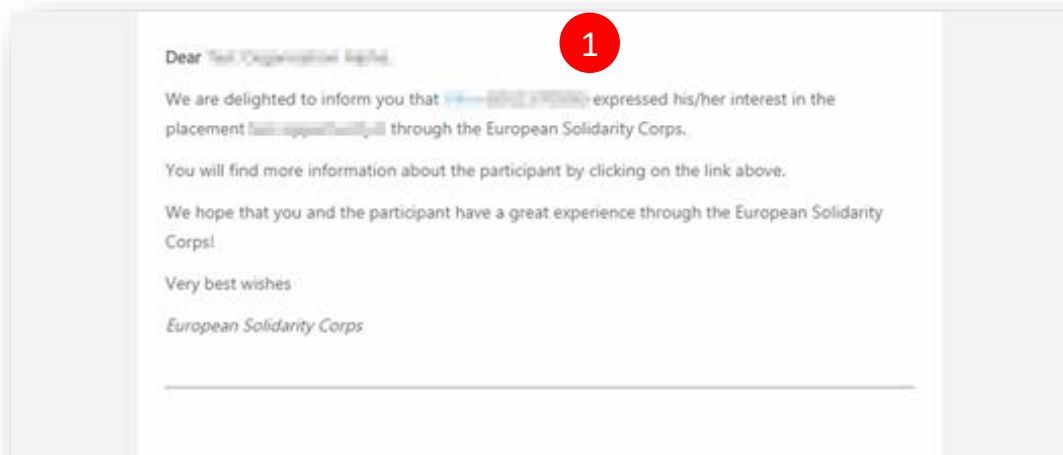 1
Dear
We are delighted to inform you that expressed his/her interest in the
placement through the European Solidarity Corps.
You will find more information about the participant by clicking on the link above.
We hope that you and the participant have a great experience through the European Solidarity
Corps!
Very best wishes
European Solidarity Corps